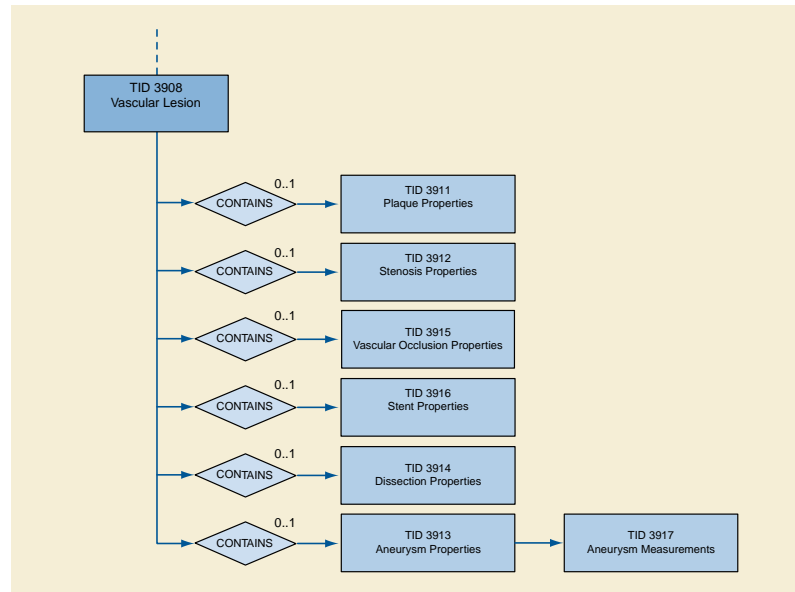 TID 3908
Vascular Lesion
0..1
CONTAINS
TID 3911
Plaque Properties
0..1
CONTAINS
TID 3912
Stenosis Properties
0..1
CONTAINS
TID 3915
Vascular Occlusion Properties
0..1
CONTAINS
TID 3916
Stent Properties
0..1
CONTAINS
TID 3914
Dissection Properties
0..1
CONTAINS
TID 3913
Aneurysm Properties
TID 3917
Aneurysm Measurements